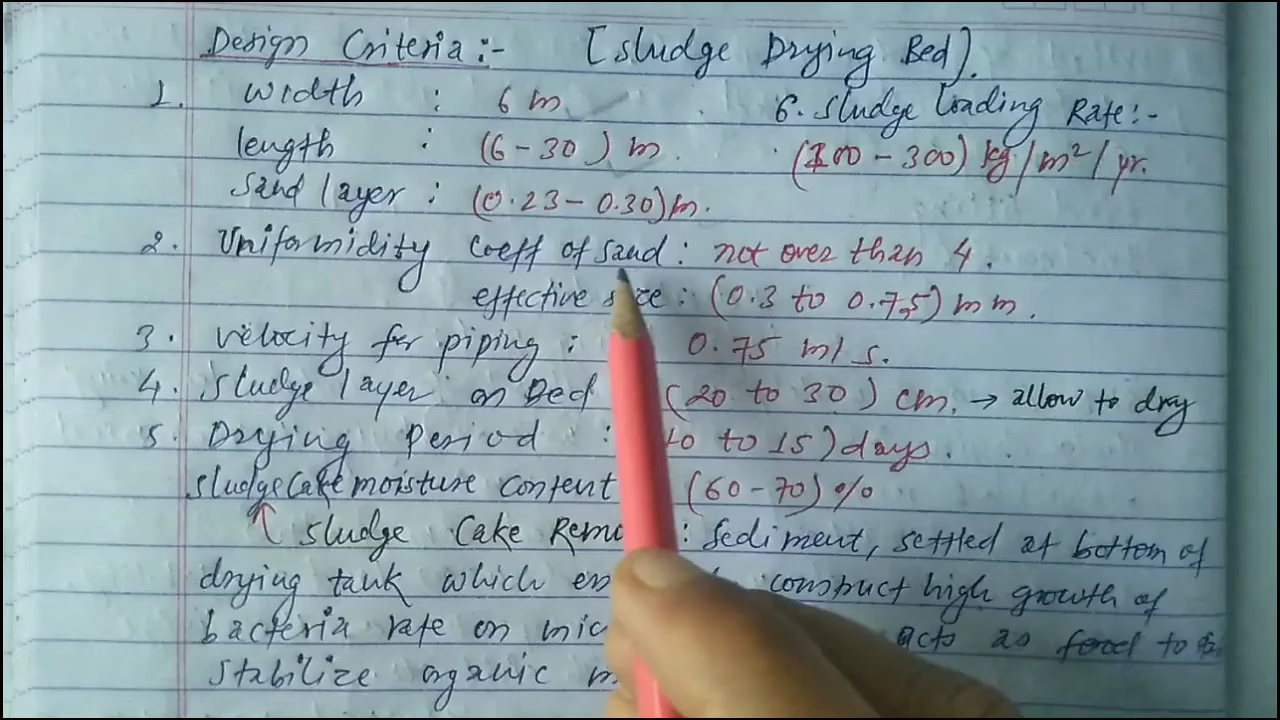 Design Criteria :- [Sludge Drying Bed].
1. Width : 6 m
6. Sludge Loading Rate :-
length : (6 - 30) m.
(100 - 300) kg/m²/yr.
Sand layer : (0.23 - 0.30) m.
2. Uniformidity Coeff of Sand : not over than 4.
effective : (0.3 to 0.75) mm.
3. Velocity for piping : 0.75 m/s.
4. Sludge layer on Bed (20 to 30) cm. → allow to dry
5. Drying Period : 10 to 15) days.
Sludge Cake moisture content (60 - 70) %
↑ Sludge Cake : Sediment, settled at bottom of
drying tank which construct high growth of
bacteria rate on acts as to
stabilize organic